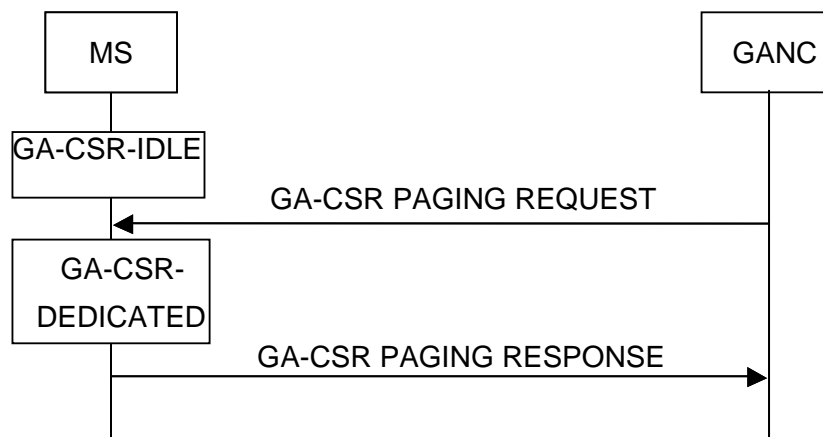 MS
GANC
GA-CSR-IDLE
GA-CSR PAGING REQUEST
GA-CSR-
DEDICATED
GA-CSR PAGING RESPONSE